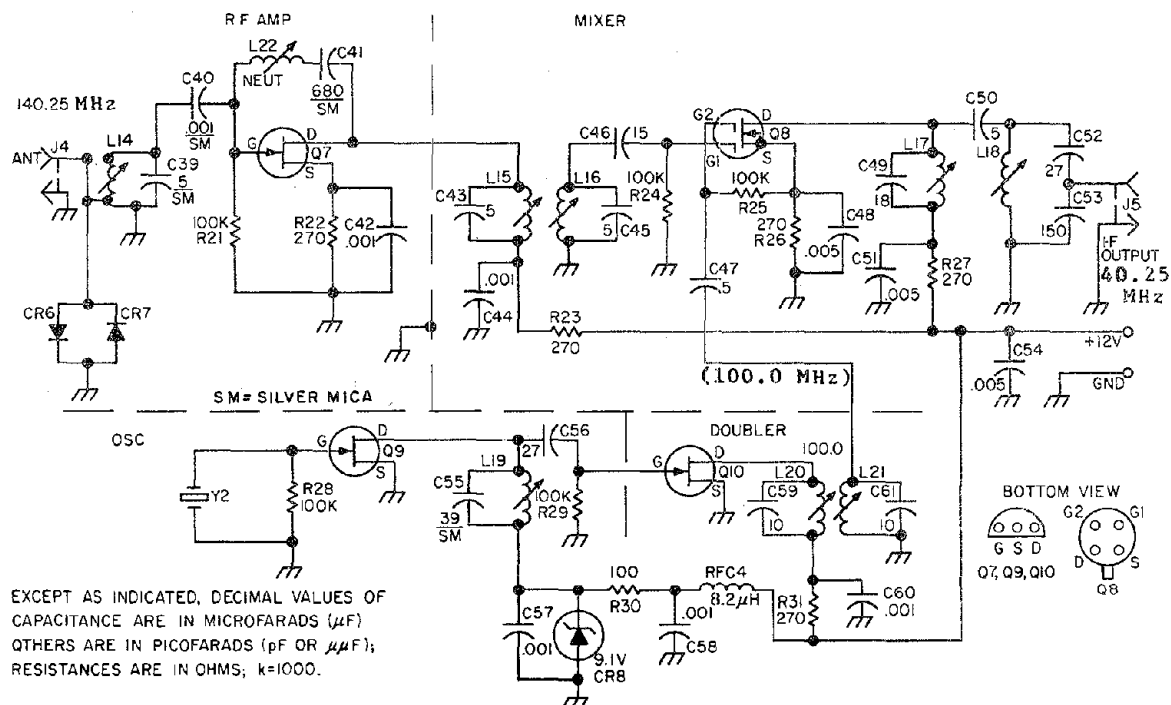 RF AMP
MIXER
L22
C41
NEUT
680
SM
C40
.001
SM
140.25 MHz
L14
ANT
J4
C39
5
SM
G
D
Q7
S
100K
R21
R22
270
C42
.001
CR6
CR7
SM = SILVER MICA
C46
15
L15
L16
C43
5
5
C45
.001
C44
R23
270
100K
R24
G2
D
Q8
G1
S
100K
R25
270
R26
C48
.005
C47
.5
C50
5
L17
L18
C49
18
C51
.005
R27
270
C52
27
C53
150
J5
I-F
OUTPUT
40.25
MHz
+12V
C54
.005
GND
(100.0 MHz)
OSC
DOUBLER
G
D
Q9
S
Y2
R28
100K
C56
27
L19
C55
39
SM
100K
R29
G
D
Q10
S
100.0
L20
L21
C59
10
C61
10
100
R30
RFC4
8.2µH
C57
.001
9.1V
CR8
.001
C58
R31
270
C60
.001
BOTTOM VIEW
G S D
Q7, Q9, Q10
G2
G1
D
S
Q8
EXCEPT AS INDICATED, DECIMAL VALUES OF
CAPACITANCE ARE IN MICROFARADS (µF)
OTHERS ARE IN PICOFARADS (pF OR µµF);
RESISTANCES ARE IN OHMS; k=1000.